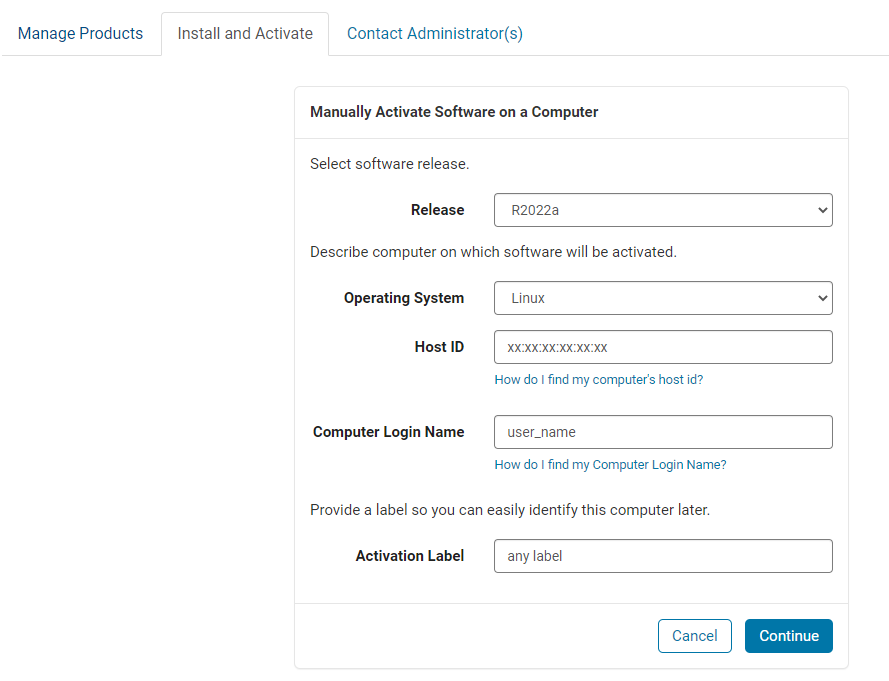 Manage Products Install and Activate Contact Administrator(s)
Manually Activate Software on a Computer
Select software release.
Release R2022a
Describe computer on which software will be activated.
Operating System Linux
Host ID xx:xx:xx:xx:xx:xx
How do I find my computer's host id?
Computer Login Name user_name
How do I find my Computer Login Name?
Provide a label so you can easily identify this computer later.
Activation Label any label
Cancel Continue